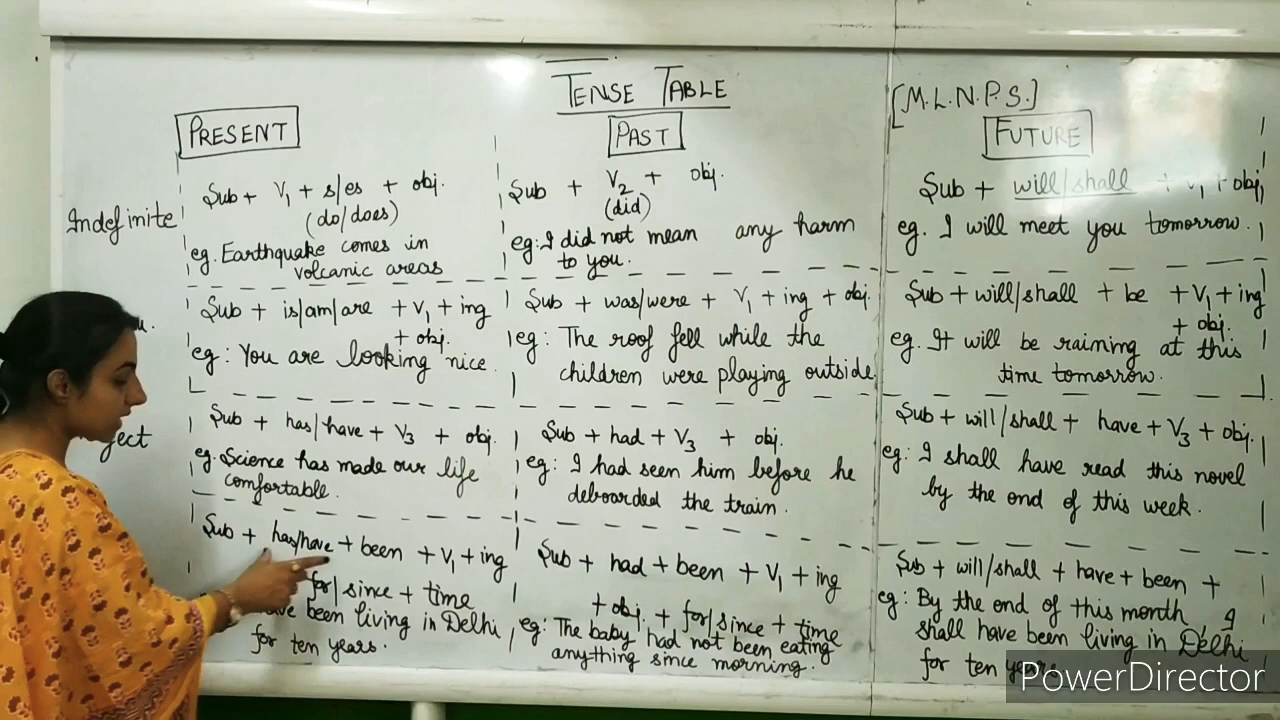 TENSE TABLE
[M.L.N.P.S.]
PRESENT
PAST
FUTURE
Indefinite
Sub + V1 + s/es + obj.
(do/does)
eg. Earthquake comes in
volcanic areas
Sub + V2 + obj.
(did)
eg: I did not mean any harm
to you.
Sub + will/shall + V1 + obj.
eg. I will meet you tomorrow.
Sub + is/am/are + V1 + ing
+ obj.
eg: You are looking nice.
Sub + was/were + V1 + ing + obj.
eg: The roof fell while the
children were playing outside.
Sub + will/shall + be + V1 + ing
+ obj.
eg. It will be raining at this
time tomorrow.
Sub + has/have + V3 + obj.
eg. Science has made our life
comfortable.
Sub + had + V3 + obj.
eg: I had seen him before he
deboarded the train.
Sub + will/shall + have + V3 + obj.
eg: I shall have read this novel
by the end of this week.
Sub + has/have + been + V1 + ing
for/since + time
been living in Delhi
for ten years.
Sub + had + been + V1 + ing
+ obj. + for/since + time
eg: The baby had not been eating
anything since morning.
Sub + will/shall + have + been +
eg: By the end of this month, I
shall have been living in Delhi
for ten years
PowerDirector